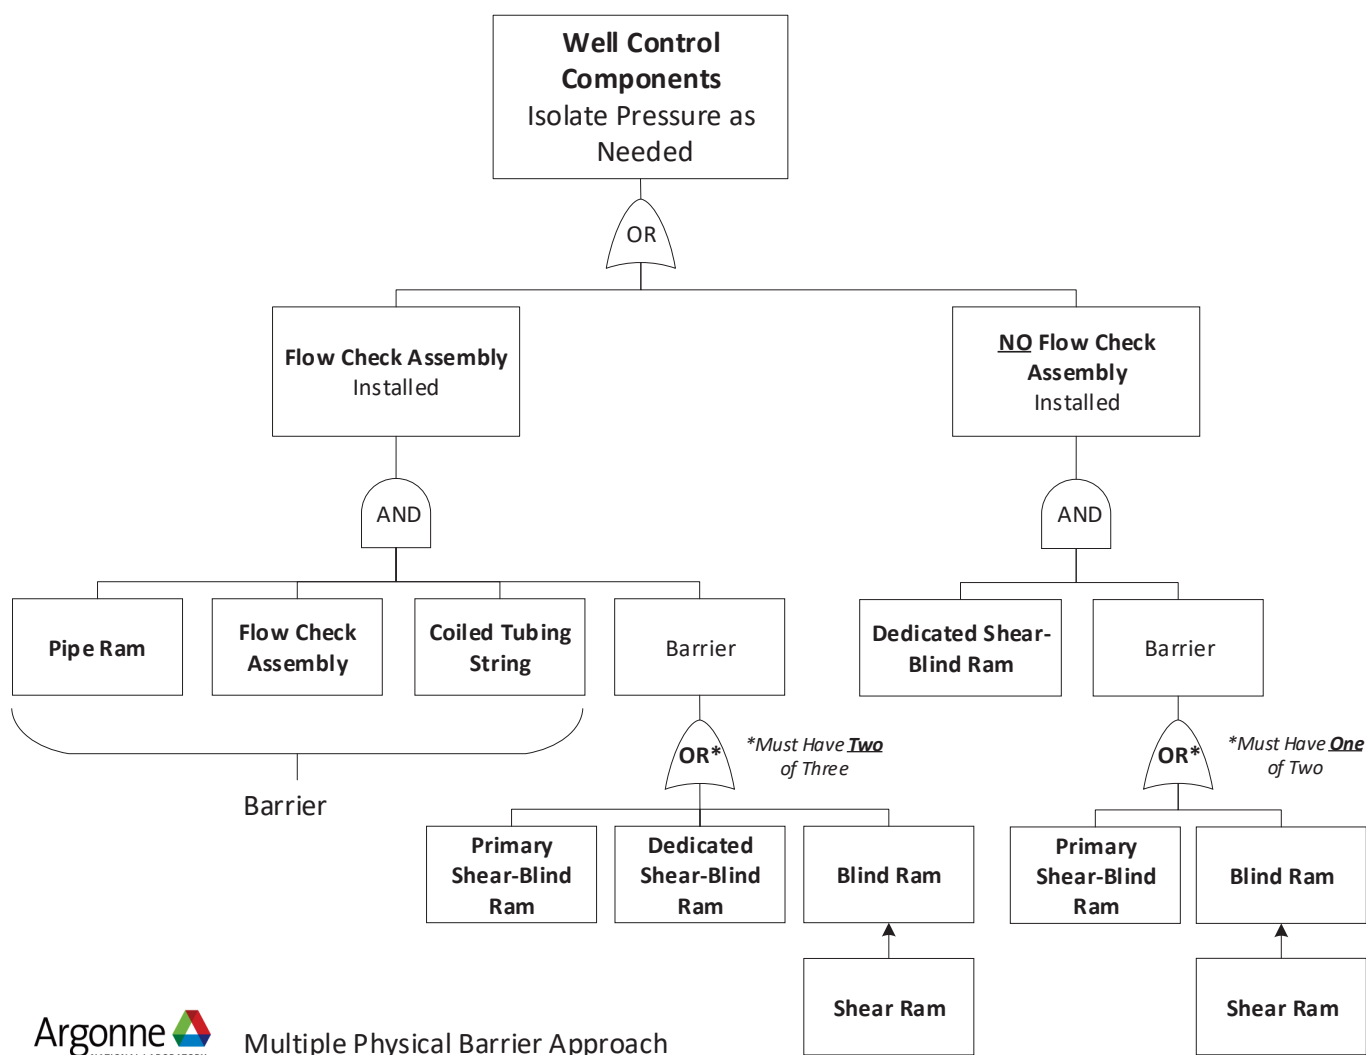 Well Control
Components
Isolate Pressure as
Needed
OR
Flow Check Assembly
Installed
NO Flow Check
Assembly
Installed
AND
AND
Pipe Ram
Flow Check
Assembly
Coiled Tubing
String
Barrier
Dedicated Shear-
Blind Ram
Barrier
OR*
*Must Have Two
of Three
OR*
*Must Have One
of Two
Barrier
Primary
Shear-Blind
Ram
Dedicated
Shear-Blind
Ram
Blind Ram
Primary
Shear-Blind
Ram
Blind Ram
Shear Ram
Shear Ram
Argonne
Multiple Physical Barrier Approach